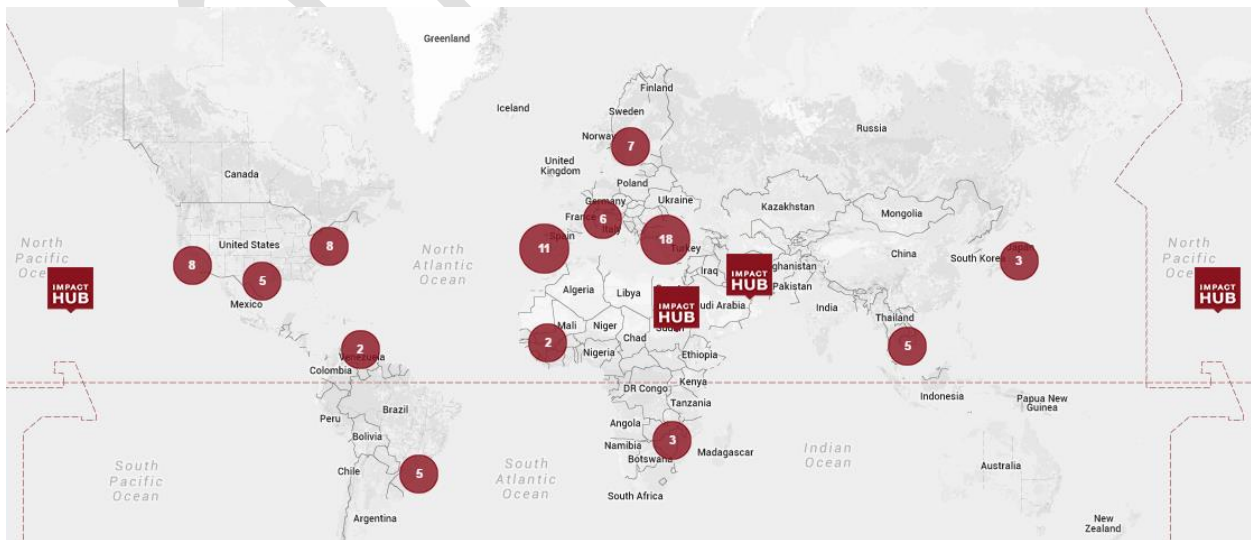 Greenland
Finland
Iceland
Sweden
Russia
Norway
7
United
Kingdom
Canada
Poland
Germany
Ukraine
Kazakhstan
Mongolia
France
6
Italy
North
Pacific
8
United States
8
North
Atlantic
Ocean
11
Spain
18
Turkey
China
South Korea
Japan
3
North
Pacific
IMPACT
HUB
5
Mexico
Algeria
Libya
IMPACT
HUB
Iraq
IMPACT
HUB
Pakistan
India
IMPACT
HUB
Mali
Niger
Chad
Thailand
2
Venezuela
Colombia
2
Nigeria
Ethiopia
5
DR Congo
Kenya
Tanzania
Indonesia
Papua New
Guinea
Peru
Brazil
Bolivia
Angola
Namibia
Botswana
3
Madagascar
Indian
Ocean
South
Pacific
Ocean
Chile
5
South
Atlantic
Ocean
South Africa
Australia
Argentina
New
Zealand